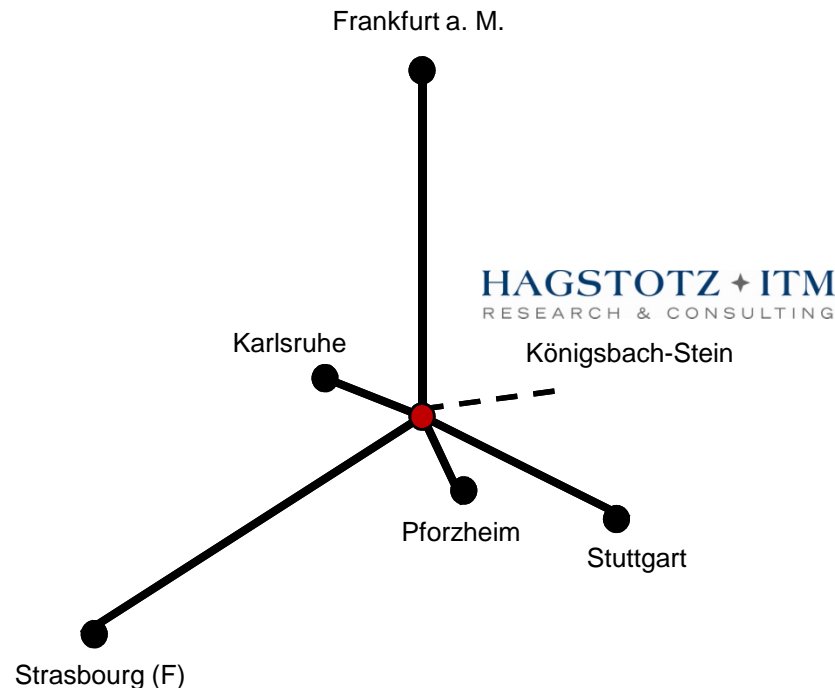 Frankfurt a. M.
HAGSTOTZ ✦ ITM
RESEARCH & CONSULTING
Karlsruhe
Königsbach-Stein
Pforzheim
Stuttgart
Strasbourg (F)